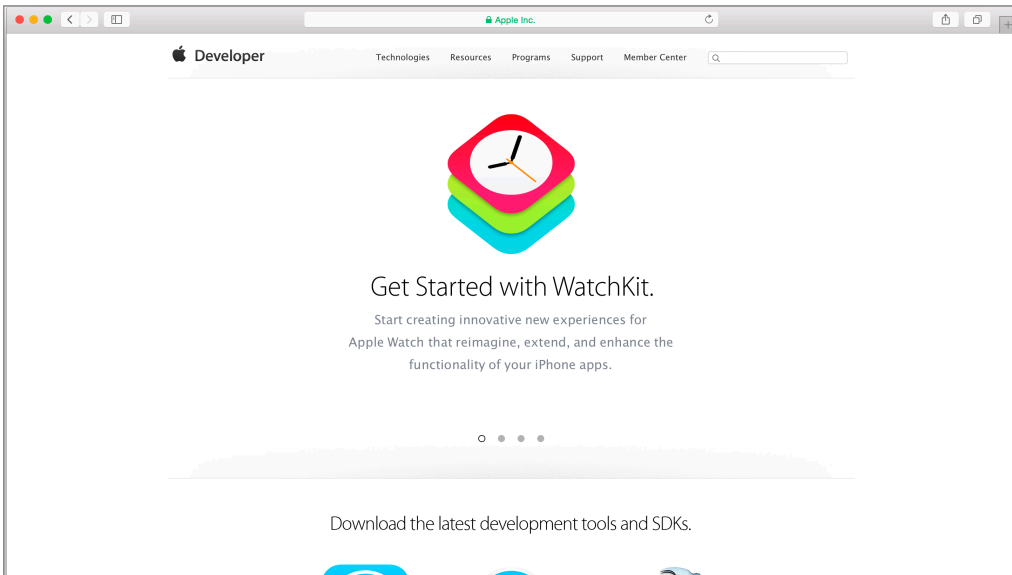 Apple Inc.
Developer
Technologies Resources Programs Support Member Center
Get Started with WatchKit.
Start creating innovative new experiences for
Apple Watch that reimagine, extend, and enhance the
functionality of your iPhone apps.
Download the latest development tools and SDKs.